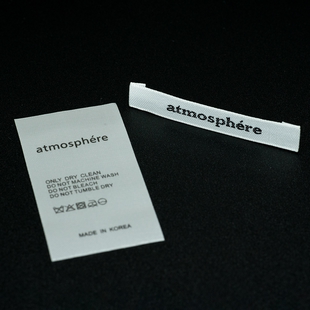 atmosphére
atmosphére
ONLY DRY CLEAN
DO NOT MACHINE WASH
DO NOT BLEACH
DO NOT TUMBLE DRY
MADE IN KOREA